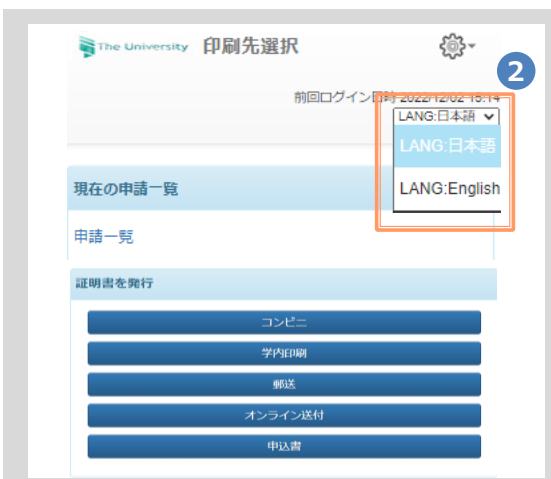 The University 印刷先選択
2
前回ログイン日時 2022/12/02 15:14
LANG:日本語
LANG:日本語
LANG:English
現在の申請一覧
申請一覧
証明書を発行
コンビニ
学内印刷
郵送
オンライン送付
申込書